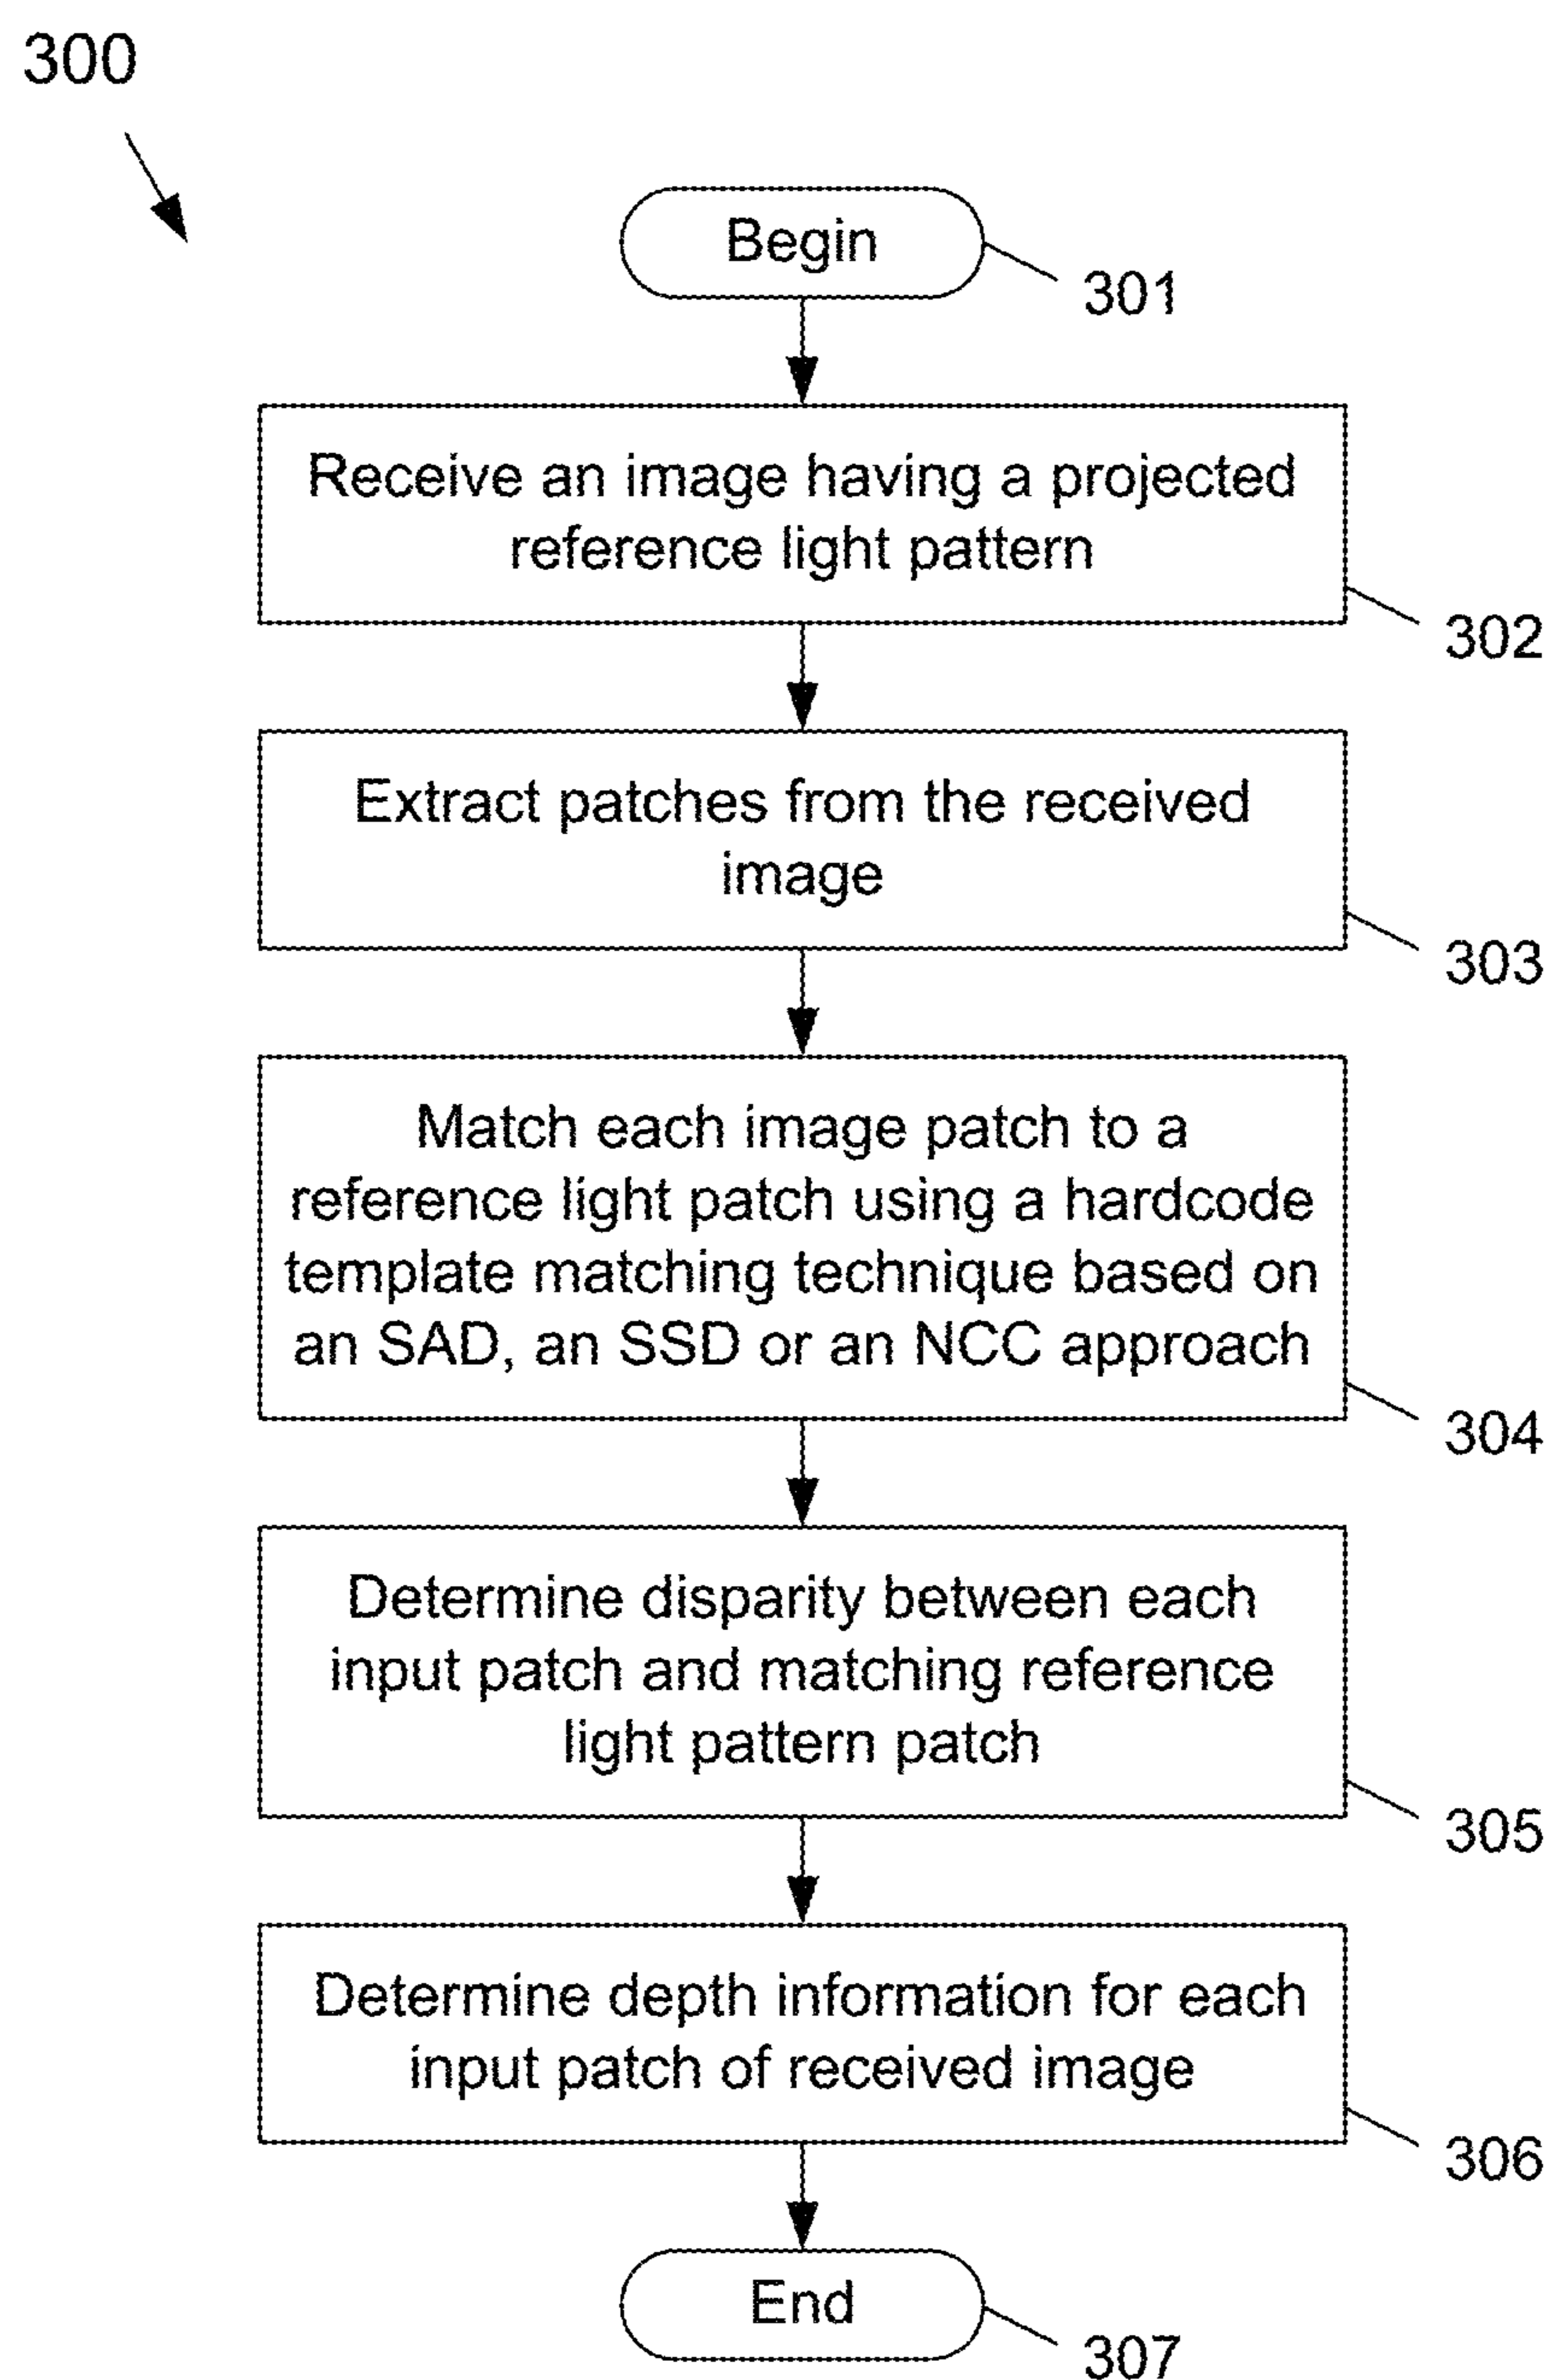 300
Begin
301
Receive an image having a projected
reference light pattern
302
Extract patches from the received
image
303
Match each image patch to a
reference light patch using a hardcode
template matching technique based on
an SAD, an SSD or an NCC approach
304
Determine disparity between each
input patch and matching reference
light pattern patch
305
Determine depth information for each
input patch of received image
306
End
307